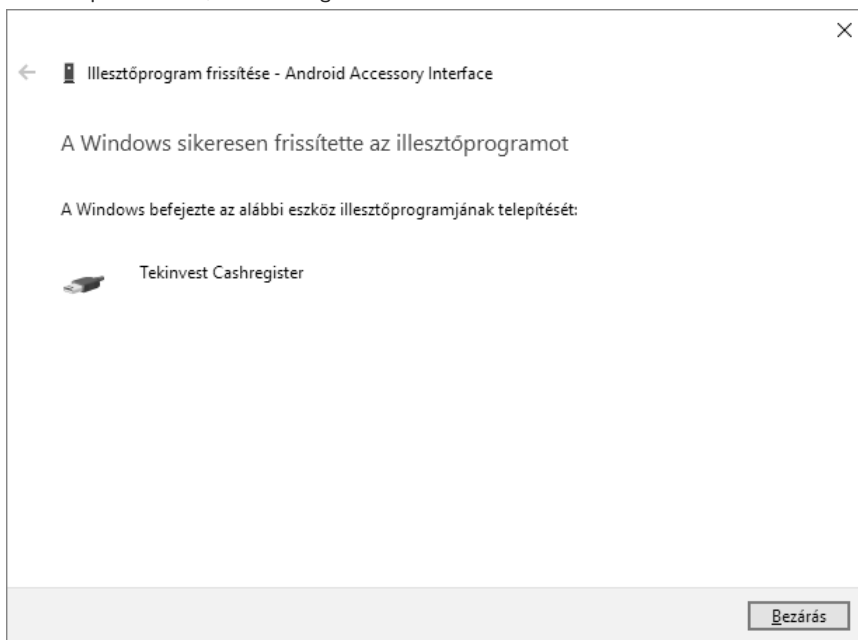 Illesztőprogram frissítése - Android Accessory Interface
A Windows sikeresen frissítette az illesztőprogramot
A Windows befejezte az alábbi eszköz illesztőprogramjának telepítését:
Tekinvest Cashregister
Bezárás